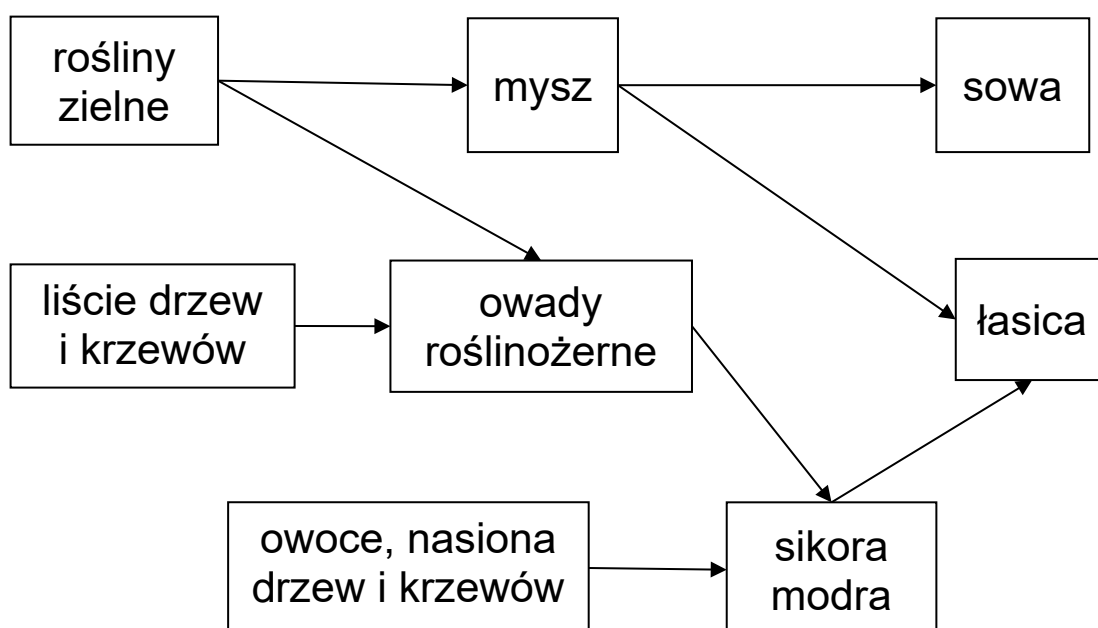 rośliny
zielne
mysz
sowa
liście drzew
i krzewów
owady
roślinożerne
łasica
owoce, nasiona
drzew i krzewów
sikora
modra